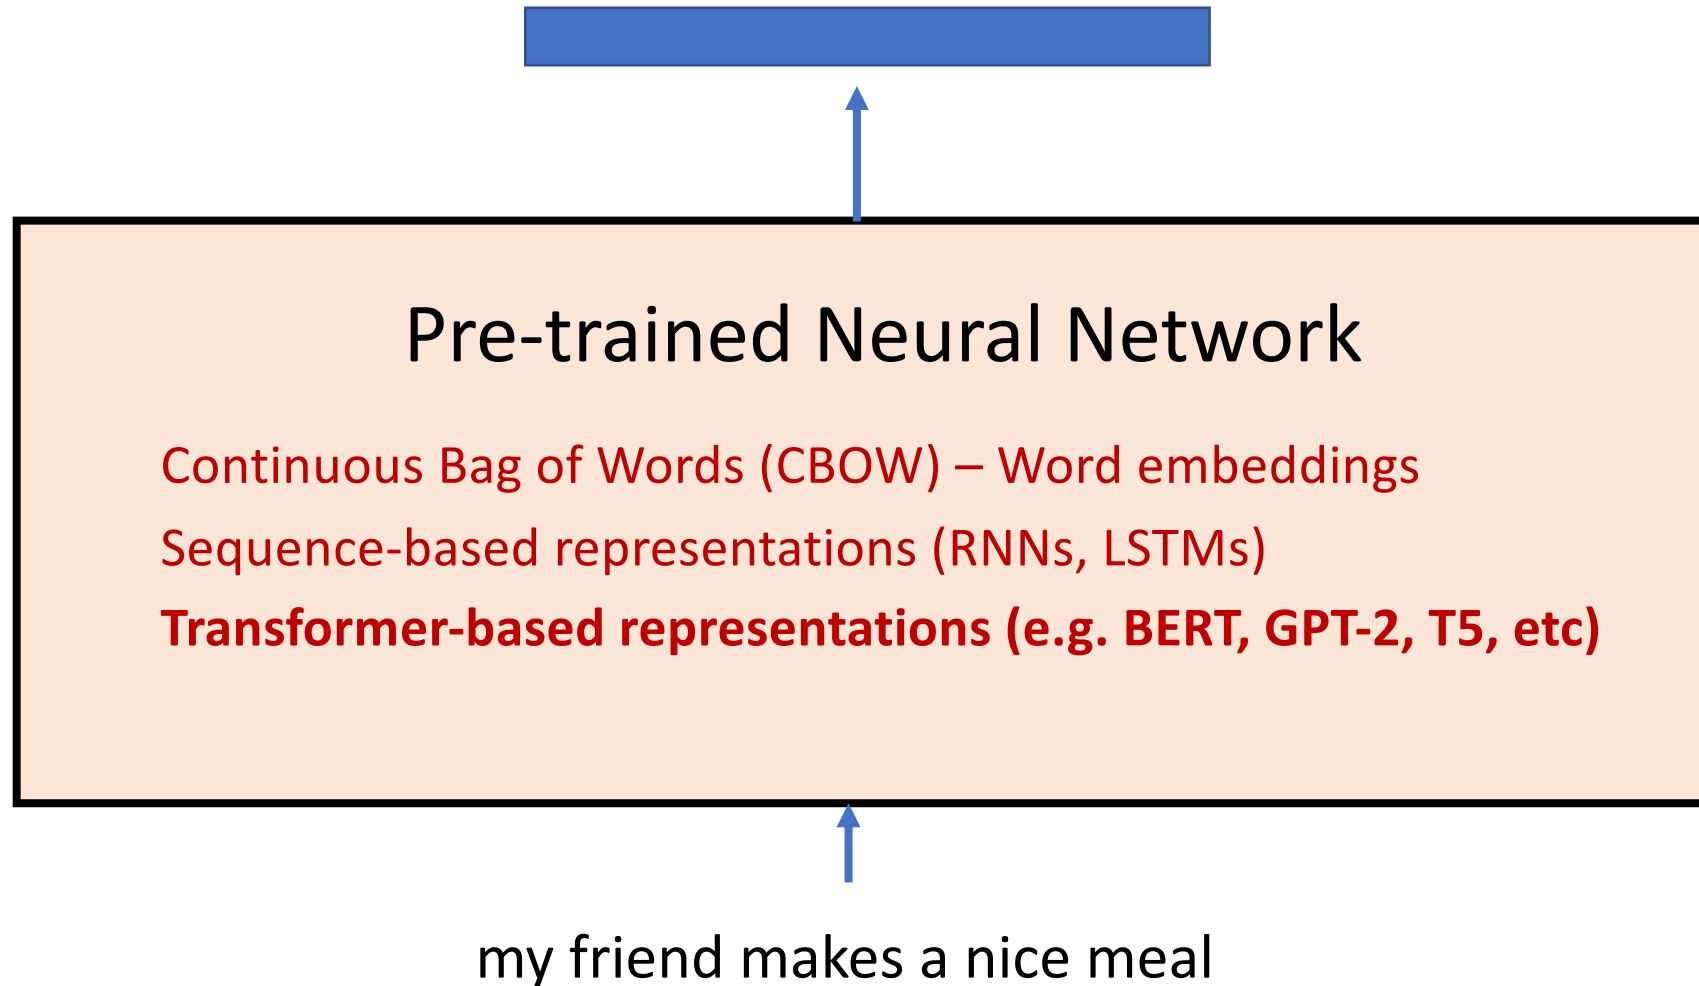 Pre-trained Neural Network
Continuous Bag of Words (CBOW) – Word embeddings
Sequence-based representations (RNNs, LSTMs)
Transformer-based representations (e.g. BERT, GPT-2, T5, etc)
my friend makes a nice meal